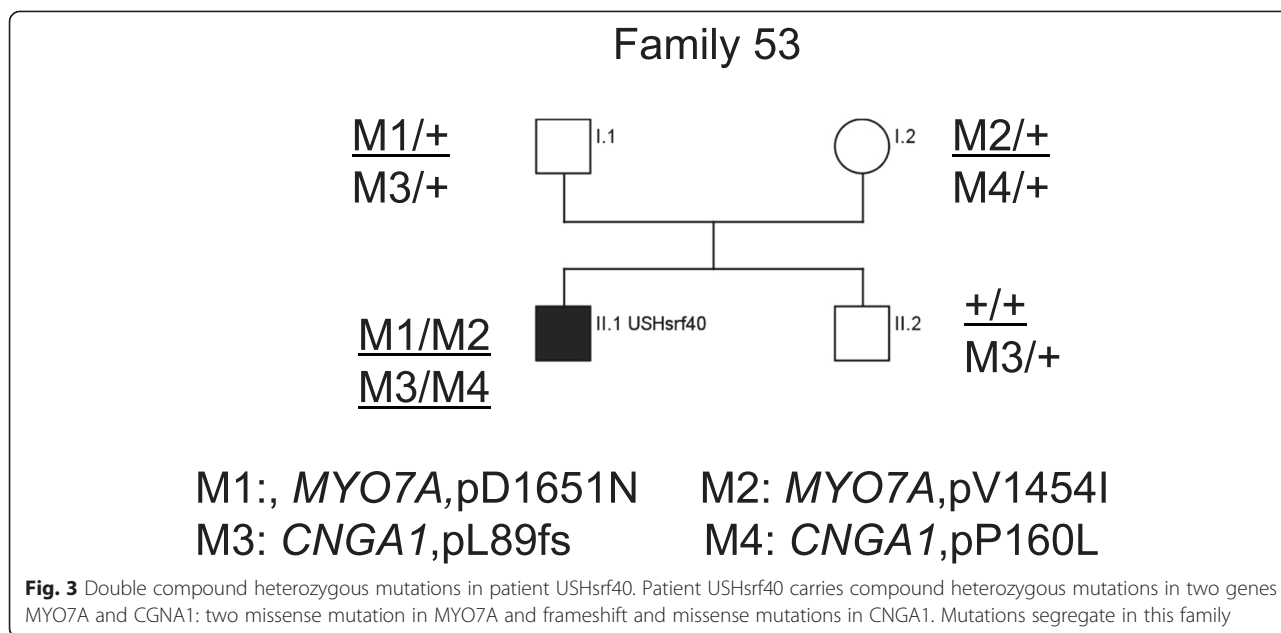 Family 53
M1/+
M3/+
I.1
I.2
M2/+
M4/+
M1/M2
M3/M4
II.1 USHsrf40
II.2
+/+
M3/+
M1:, MYO7A,pD1651N M2: MYO7A,pV1454I
M3: CNGA1,pL89fs M4: CNGA1,pP160L
Fig. 3 Double compound heterozygous mutations in patient USHsrf40. Patient USHsrf40 carries compound heterozygous mutations in two genes
MYO7A and CGNA1: two missense mutation in MYO7A and frameshift and missense mutations in CNGA1. Mutations segregate in this family